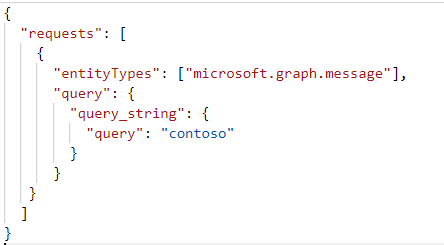 {
  "requests": [
    {
      "entityTypes": ["microsoft.graph.message"],
      "query": {
        "query_string": {
          "query": "contoso"
        }
      }
   }
  ]
}